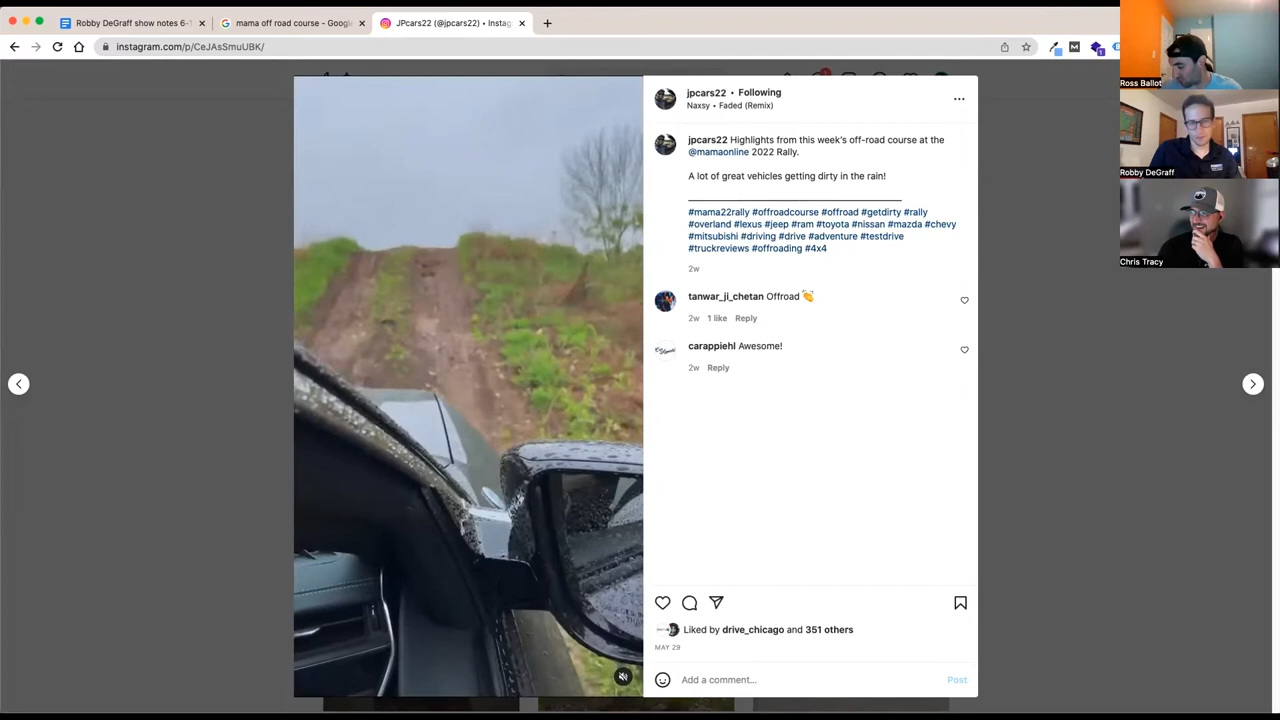 Robby DeGraff show notes 6-1
mama off road course - Google
JPcars22 (@jpcars22) • Instag
instagram.com/p/CeJAsSmuUBK/
Ross Ballot
Robby DeGraff
Chris Tracy
jpcars22 • Following
Naxsy • Faded (Remix)
jpcars22 Highlights from this week's off-road course at the
@mamaonline 2022 Rally.
A lot of great vehicles getting dirty in the rain!
#mama22rally #offroadcourse #offroad #getdirty #rally
#overland #lexus #jeep #ram #toyota #nissan #mazda #chevy
#mitsubishi #driving #drive #adventure #testdrive
#truckreviews #offroading #4x4
2w
tanwar_ji_chetan Offroad 👏
2w 1 like Reply
carappiehl Awesome!
2w Reply
Liked by drive_chicago and 351 others
MAY 29
Add a comment... Post